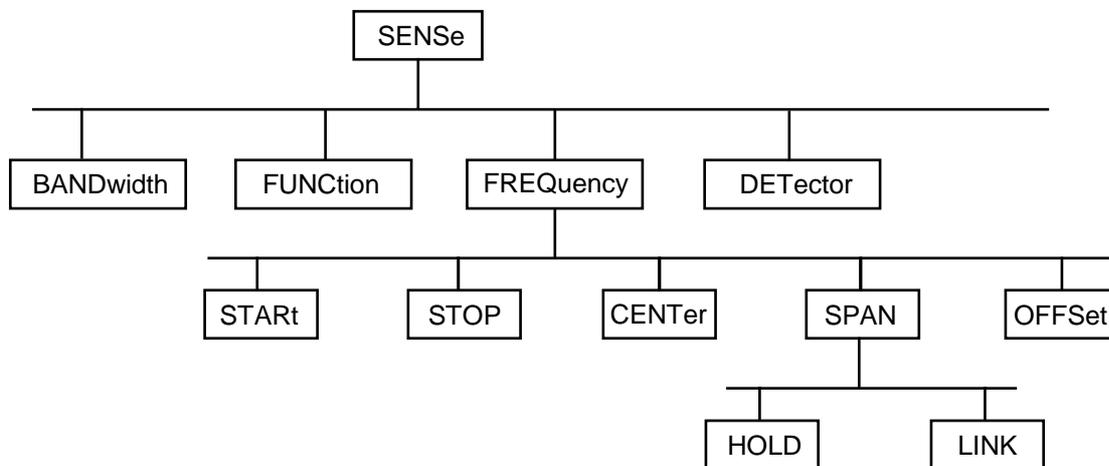 SENSe
BANDwidth FUNCtion FREQuency DETector
STARt STOP CENTer SPAN OFFSet
HOLD LINK